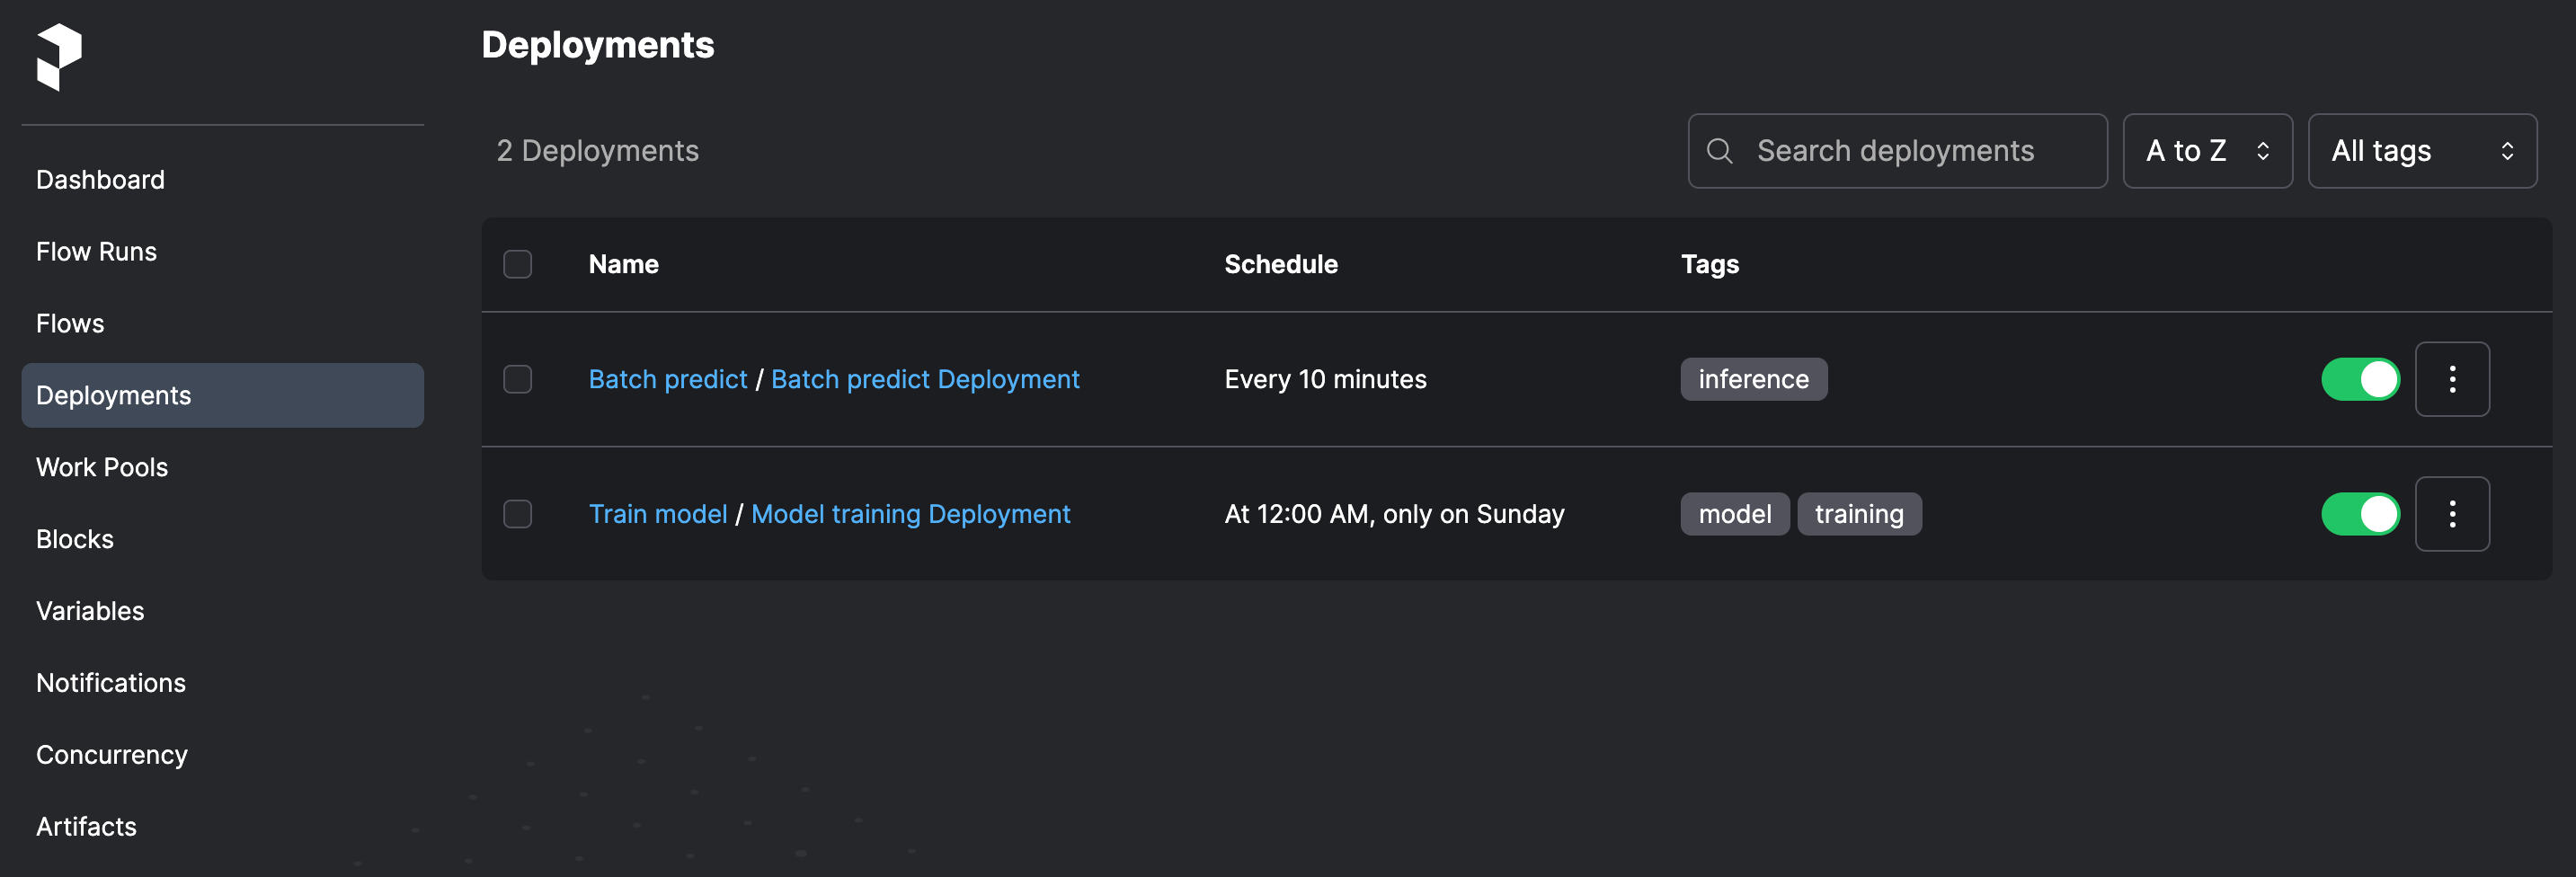 Deployments
2 Deployments
Search deployments
A to Z
All tags
Dashboard
Flow Runs
Flows
Deployments
Work Pools
Blocks
Variables
Notifications
Concurrency
Artifacts
Name Schedule Tags
Batch predict / Batch predict Deployment Every 10 minutes inference
Train model / Model training Deployment At 12:00 AM, only on Sunday model training